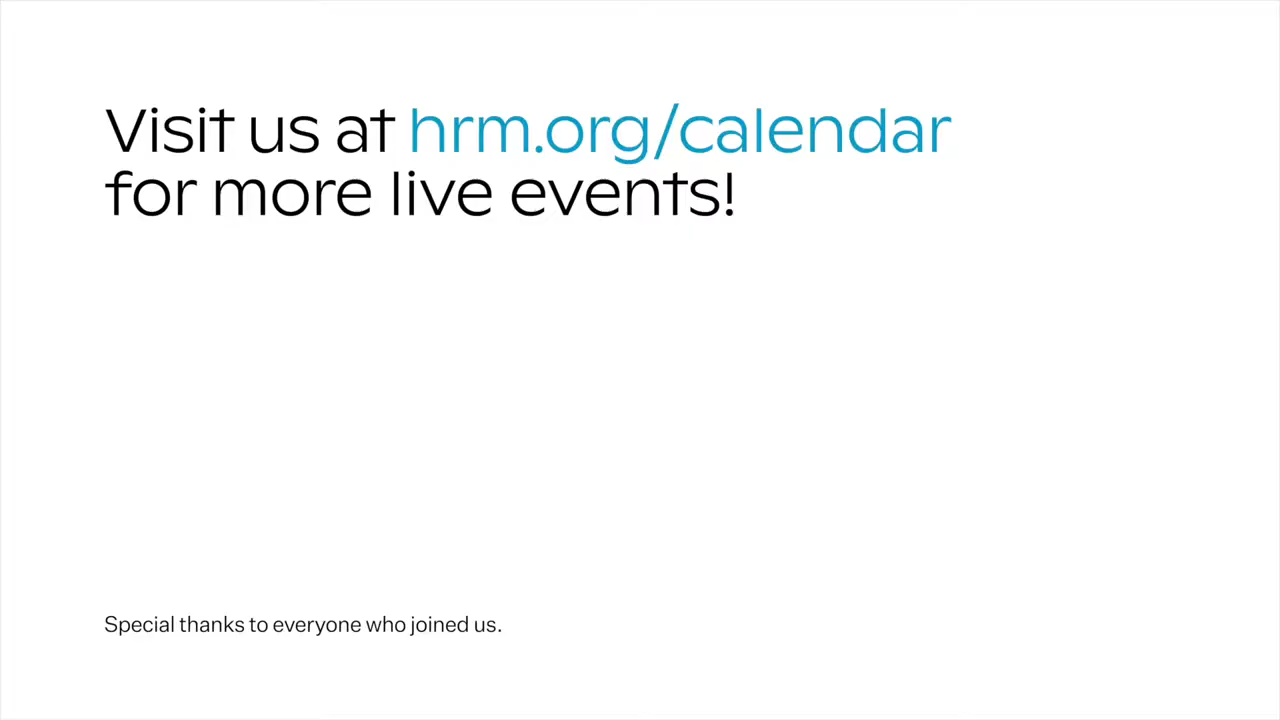 Visit us at hrm.org/calendar
for more live events!
Special thanks to everyone who joined us.